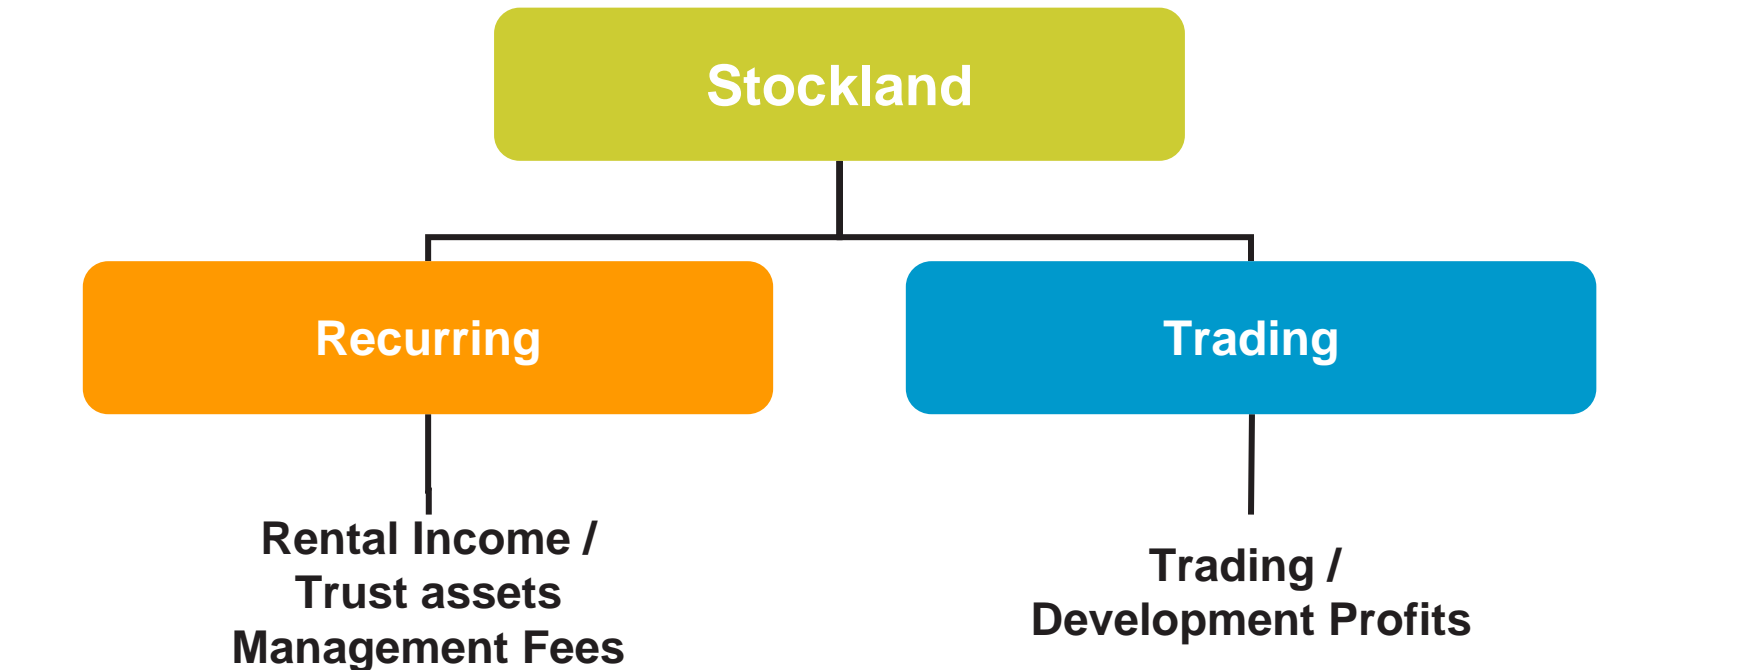 Stockland
Recurring
Trading
Rental Income /
Trust assets
Management Fees
Trading /
Development Profits